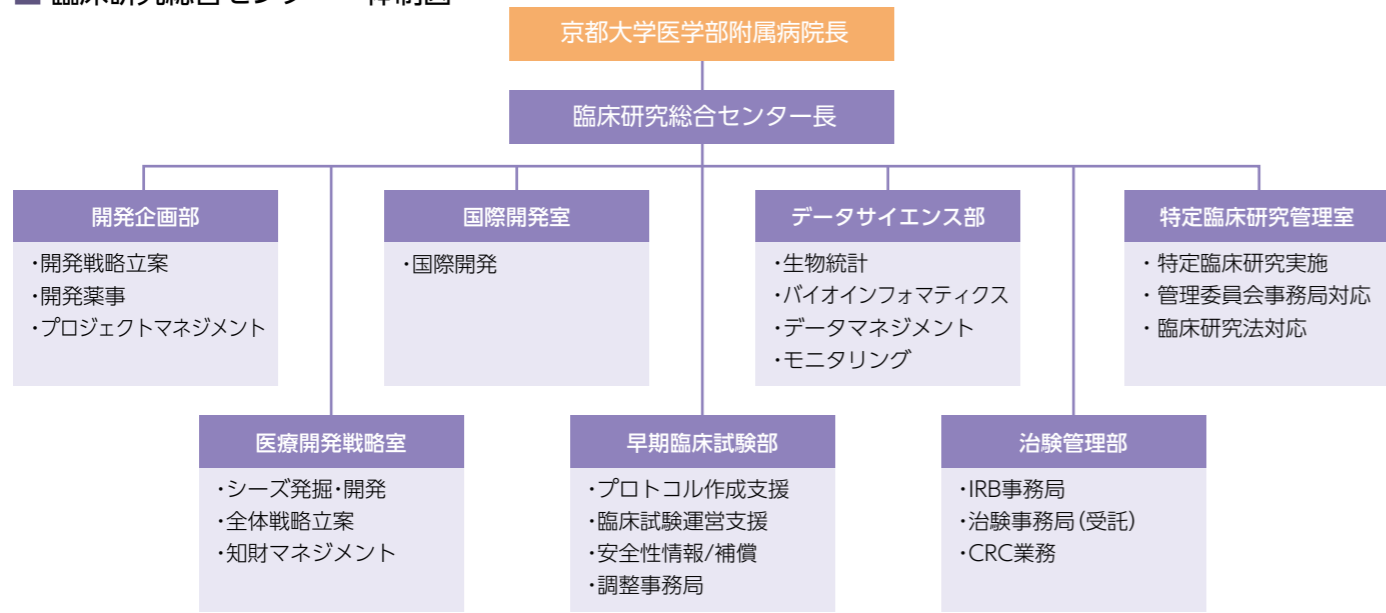 京都大学医学部附属病院長
臨床研究総合センター長
開発企画部
・開発戦略立案
・開発薬事
・プロジェクトマネジメント
国際開発室
・国際開発
データサイエンス部
・生物統計
・バイオインフォマティクス
・データマネジメント
・モニタリング
特定臨床研究管理室
・特定臨床研究実施
・管理委員会事務局対応
・臨床研究法対応
医療開発戦略室
・シーズ発掘・開発
・全体戦略立案
・知財マネジメント
早期臨床試験部
・プロトコル作成支援
・臨床試験運営支援
・安全性情報/補償
・調整事務局
治験管理部
・IRB事務局
・治験事務局(受託)
・CRC業務